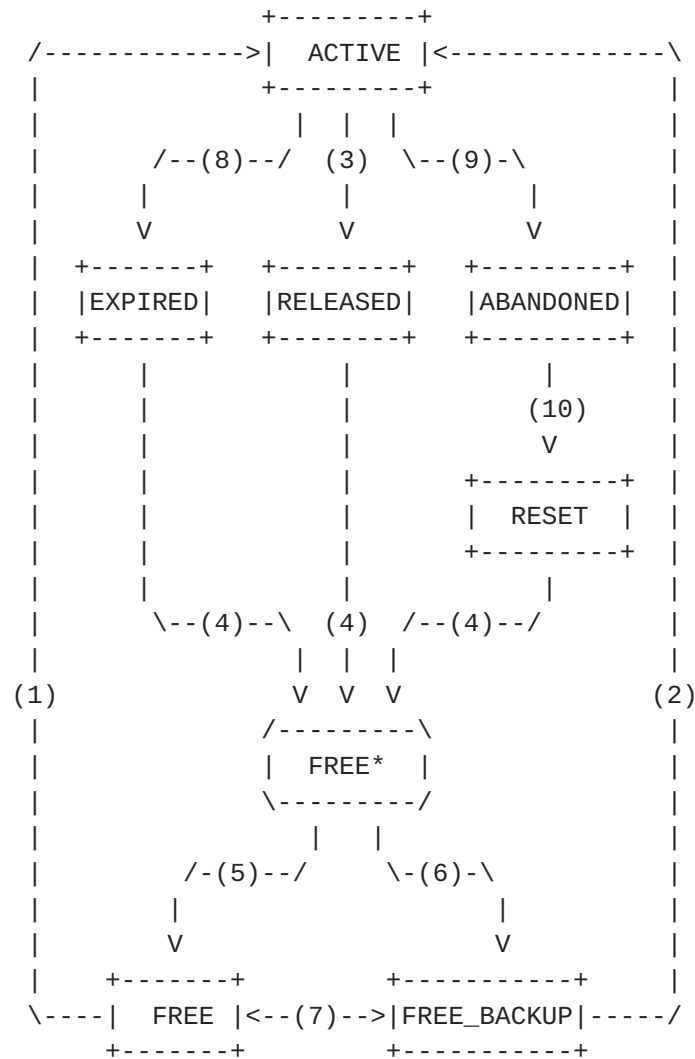 +---------+
/------------->|  ACTIVE |<--------------\
|              +---------+               |
|                |  |  |                 |
|       /--(8)--/  (3)  \--(9)-\         |
|      |            |           |        |
|      V            V           V        |
|  +-------+   +--------+   +---------+  |
|  |EXPIRED|   |RELEASED|   |ABANDONED|  |
|  +-------+   +--------+   +---------+  |
|      |            |            |       |
|      |            |           (10)     |
|      |            |            V       |
|      |            |       +---------+  |
|      |            |       |  RESET  |  |
|      |            |       +---------+  |
|      |            |            |       |
|       \--(4)--\  (4)  /--(4)--/        |
|                |  |  |                 |
(1)               V  V  V                (2)
|              /---------\               |
|              |  FREE*  |               |
|              \---------/               |
|                 |   |                  |
|         /-(5)--/     \-(6)-\           |
|        |                    |          |
|        V                    V          |
|    +-------+         +-----------+     |
\----|  FREE |<--(7)-->|FREE_BACKUP|-----/
+-------+         +-----------+